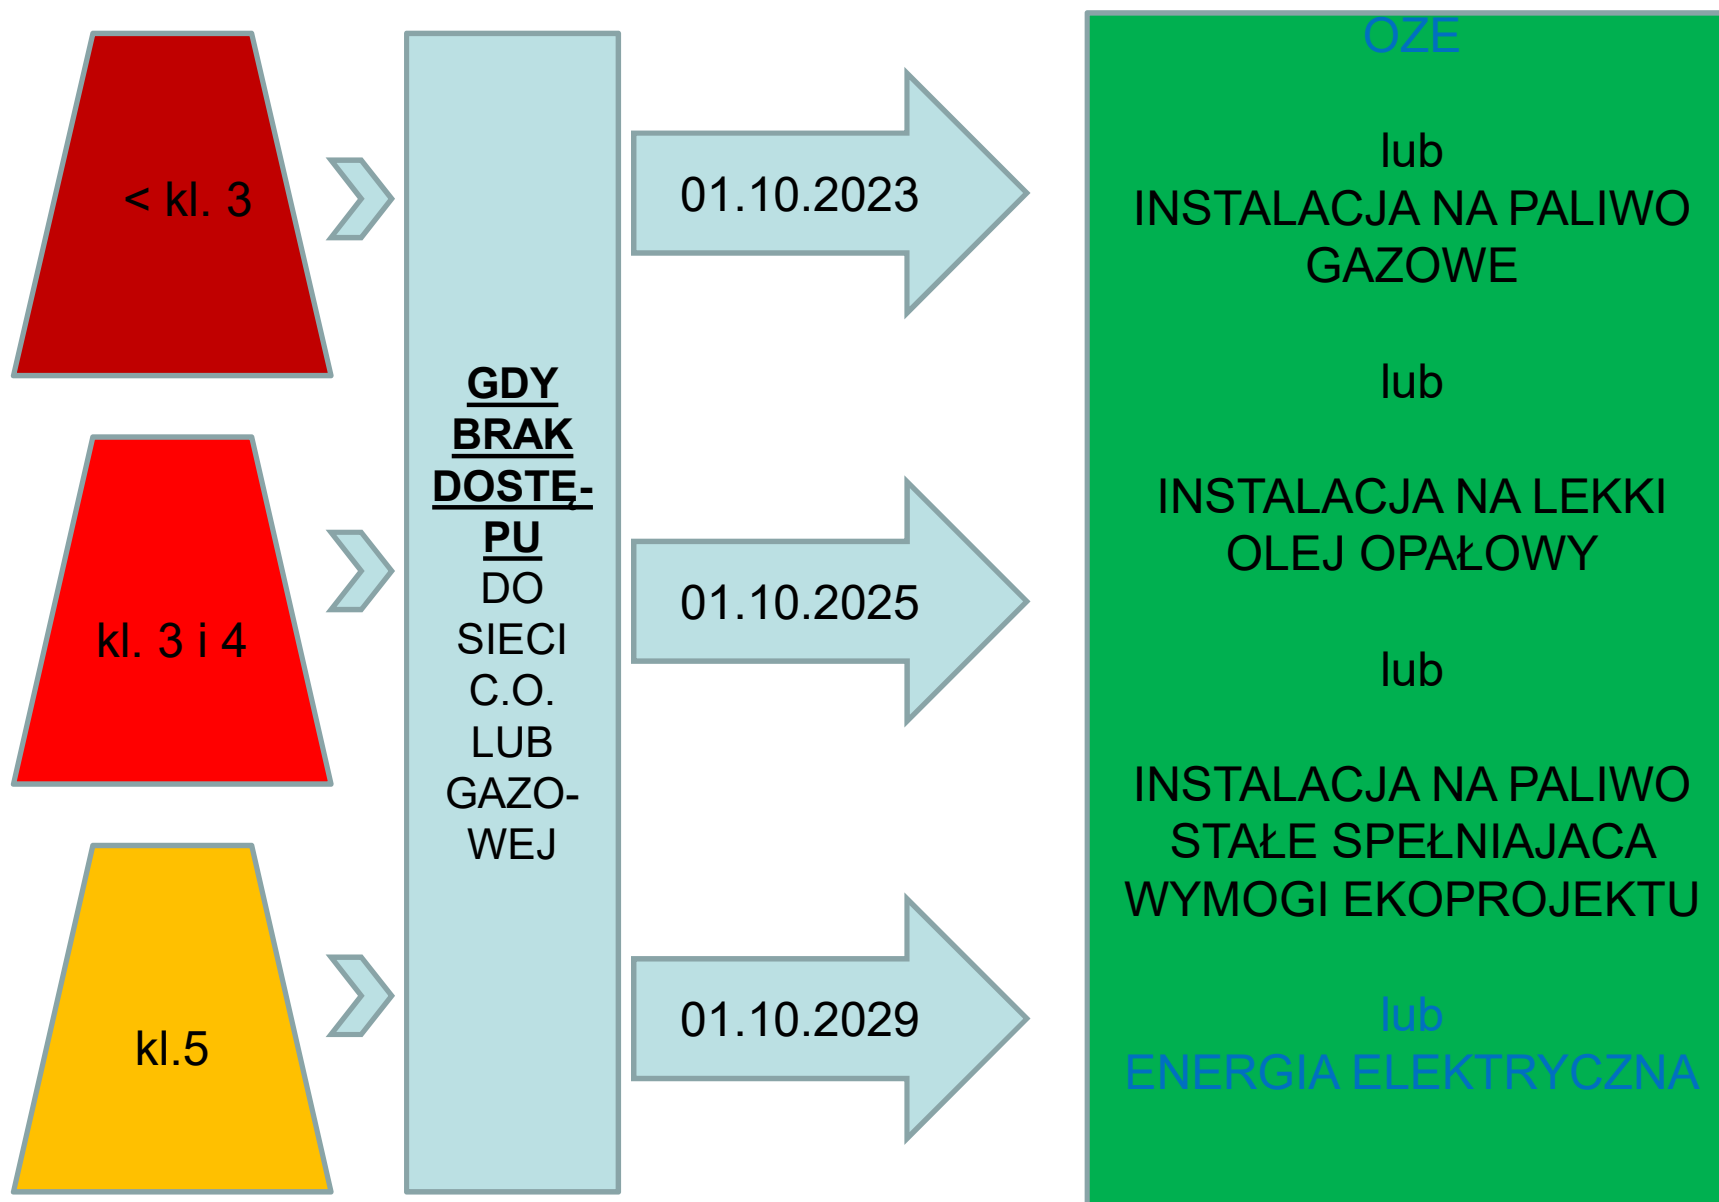 < kl. 3
kl. 3 i 4
kl.5
GDY
BRAK
DOSTĘ-
PU
DO
SIECI
C.O.
LUB
GAZO-
WEJ
01.10.2023
01.10.2025
01.10.2029
OZE
lub
INSTALACJA NA PALIWO
GAZOWE
lub
INSTALACJA NA LEKKI
OLEJ OPAŁOWY
lub
INSTALACJA NA PALIWO
STAŁE SPEŁNIAJACA
WYMOGI EKOPROJEKTU
lub
ENERGIA ELEKTRYCZNA